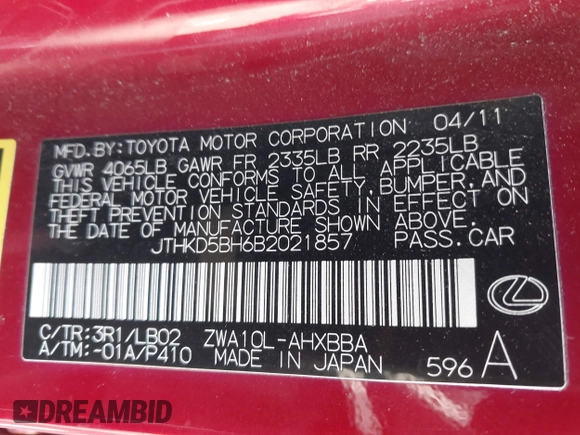 MFD.BY:TOYOTA MOTOR CORPORATION 04/11
GVWR 4065LB GAWR FR 2335LB RR 2235LB
THIS VEHICLE CONFORMS TO ALL APPLICABLE
FEDERAL MOTOR VEHICLE SAFETY,BUMPER,AND
THEFT PREVENTION STANDARDS IN EFFECT ON
THE DATE OF MANUFACTURE SHOWN ABOVE.
JTHKD5BH6B2021857 PASS.CAR
C/TR:3R1/LB02 ZWA10L-AHXBBA
A/TM:-01A/P410 MADE IN JAPAN 596 A
DREAMBID